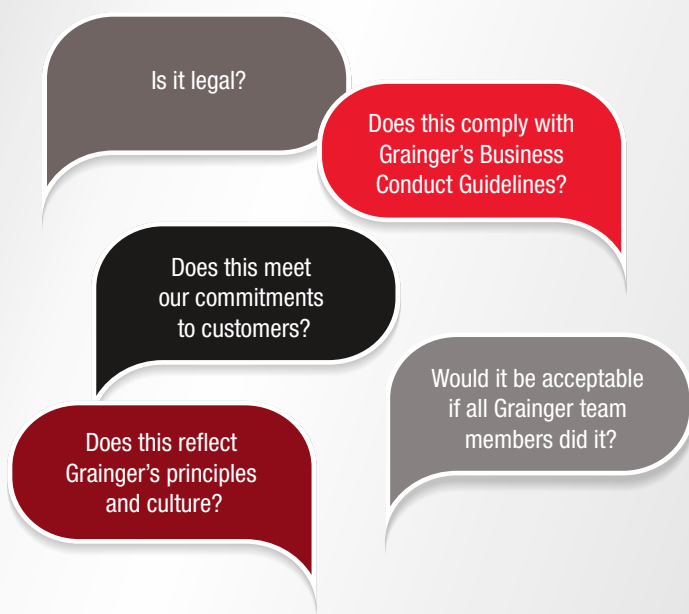 Is it legal?
Does this comply with
Grainger's Business
Conduct Guidelines?
Does this meet
our commitments
to customers?
Would it be acceptable
if all Grainger team
members did it?
Does this reflect
Grainger's principles
and culture?